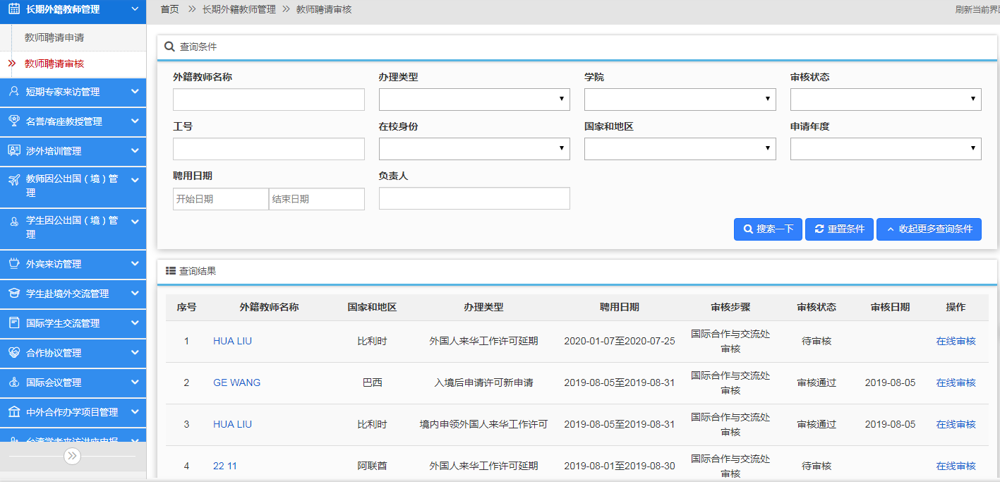 长期外籍教师管理
教师聘请申请
教师聘请审核
短期专家来访管理
名誉/客座教授管理
涉外培训管理
教师因公出国（境）管
理
学生因公出国（境）管
理
外宾来访管理
学生赴境外交流管理
国际学生交流管理
合作协议管理
国际会议管理
中外合作办学项目管理
台湾学者来访讲座申报
首页 >> 长期外籍教师管理 >> 教师聘请审核
刷新当前界
查询条件
外籍教师名称 办理类型 学院 审核状态
工号 在校身份 国家和地区 申请年度
聘用日期 负责人
开始日期 结束日期
搜索一下 重置条件 收起更多查询条件
查询结果
序号 外籍教师名称 国家和地区 办理类型 聘用日期 审核步骤 审核状态 审核日期 操作
1 HUA LIU 比利时 外国人来华工作许可延期 2020-01-07至2020-07-25 国际合作与交流处 待审核 在线审核
审核
2 GE WANG 巴西 入境后申请许可新申请 2019-08-05至2019-08-31 国际合作与交流处 审核通过 2019-08-05 在线审核
审核
3 HUA LIU 比利时 境内申领外国人来华工作许可 2019-08-05至2019-08-31 国际合作与交流处 审核通过 2019-08-05 在线审核
审核
4 22 11 阿联酋 外国人来华工作许可延期 2019-08-01至2019-08-30 国际合作与交流处 待审核 在线审核
审核